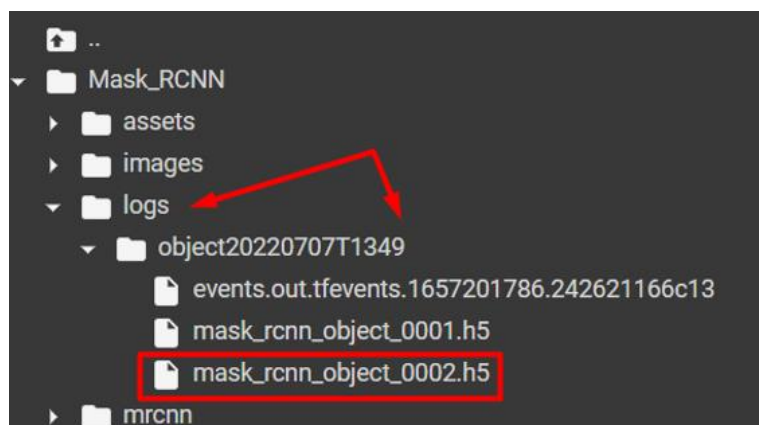 ..
Mask_RCNN
assets
images
logs
object20220707T1349
events.out.tfevents.1657201786.242621166c13
mask_rcnn_object_0001.h5
mask_rcnn_object_0002.h5
mrcnn